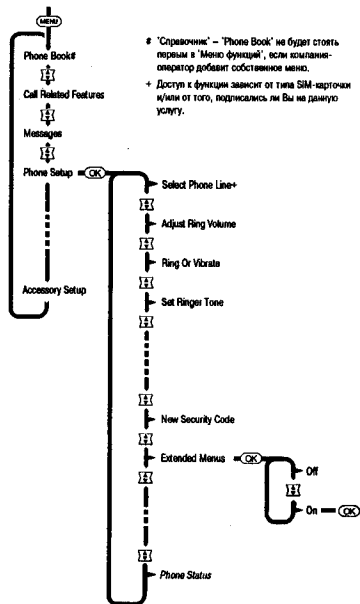 MENU
Phone Book#
Call Related Features
Messages
Phone Setup
OK
Accessory Setup
# 'Справочник' – 'Phone Book' не будет стоять
первым в 'Меню функций', если компания-
оператор добавит собственное меню.
+ Доступ к функции зависит от типа SIM-карточки
и/или от того, подписались ли Вы на данную
услугу.
Select Phone Line+
Adjust Ring Volume
Ring Or Vibrate
Set Ringer Tone
New Security Code
Extended Menus
OK
Off
On
OK
Phone Status